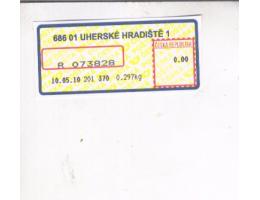 686 01 UHERSKÉ HRADIŠTĚ 1
ČESKÁ REPUBLIKA
R 073828
0.00
10.05.10 201 370 0.297kg